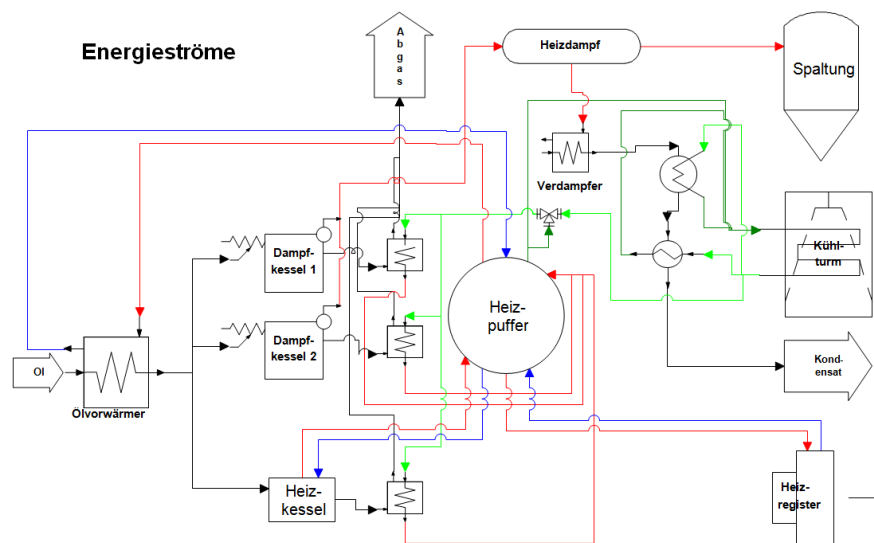 Energieströme
A
b
g
a
s
Heizdampf
Spaltung
Verdampfer
Dampf-
kessel 1
Kühl-
turm
Heiz-
puffer
Dampf-
kessel 2
Ol
Kond-
ensat
Ölvorwärmer
Heiz-
kessel
Heiz-
register